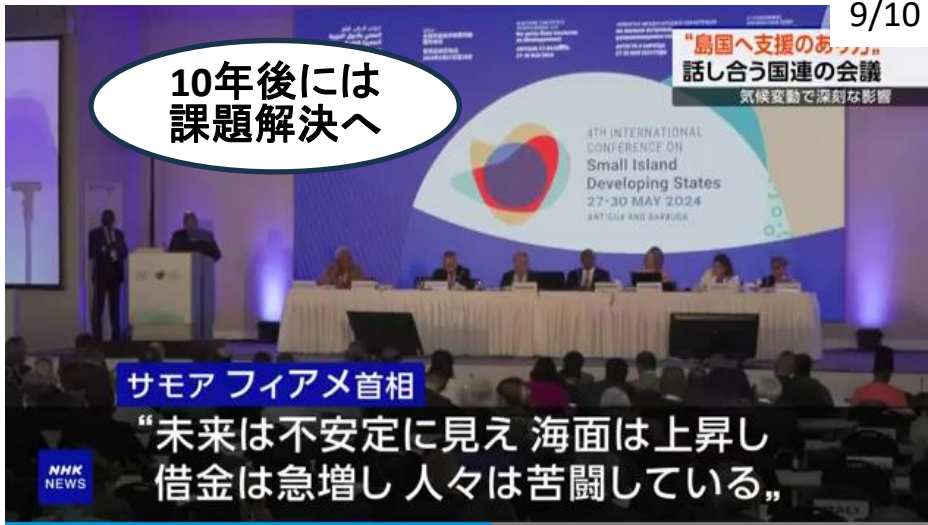 9/10
“島国へ支援のあり方”
話し合う国連の会議
気候変動で深刻な影響
10年後には
課題解決へ
4TH INTERNATIONAL
CONFERENCE ON
Small Island
Developing States
27-30 MAY 2024
ANTIGUA AND BARBUDA
サモア フィアメ首相
“未来は不安定に見え 海面は上昇し
借金は急増し 人々は苦闘している„
NHK
NEWS